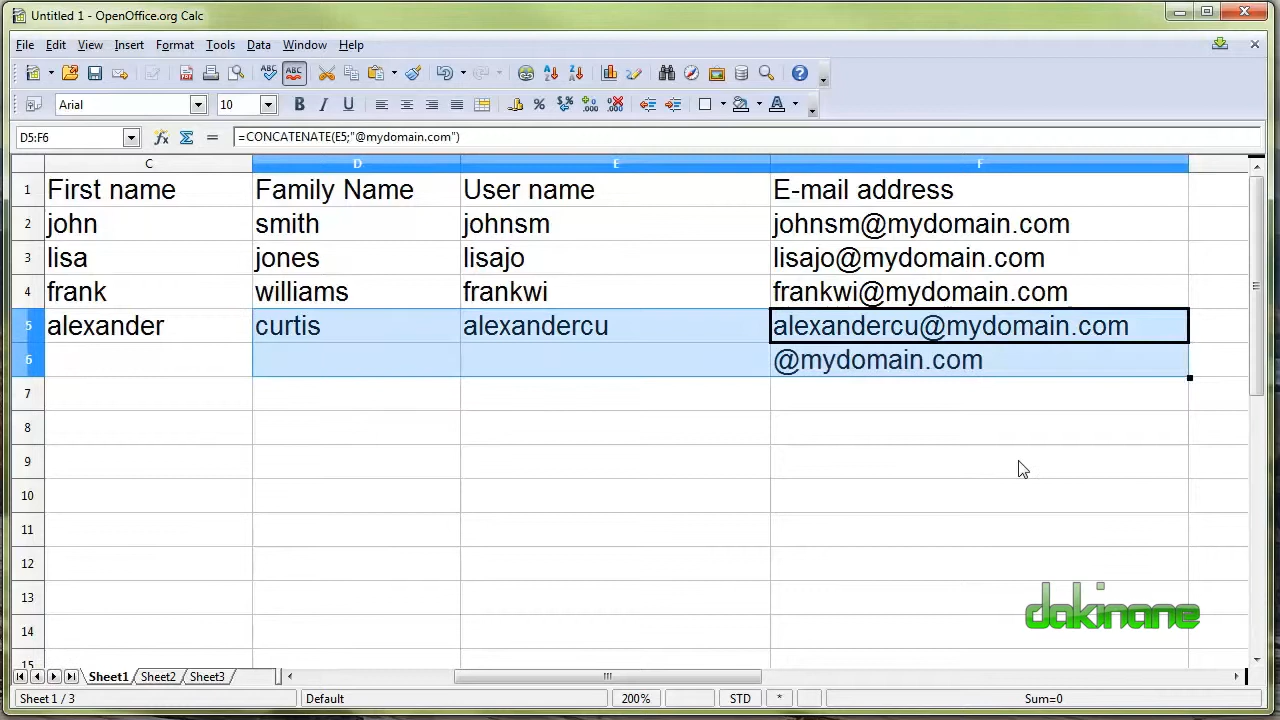 Untitled 1 - OpenOffice.org Calc
File Edit View Insert Format Tools Data Window Help
Arial 10
D5:F6 =CONCATENATE(E5;"@mydomain.com")
C D E F
1 First name Family Name User name E-mail address
2 john smith johnsm johnsm@mydomain.com
3 lisa jones lisajo lisajo@mydomain.com
4 frank williams frankwi frankwi@mydomain.com
5 alexander curtis alexandercu alexandercu@mydomain.com
6 @mydomain.com
7
8
9
10
11
12
13
dakinane
14
15
Sheet1 Sheet2 Sheet3
Sheet 1 / 3 Default 200% STD * Sum=0